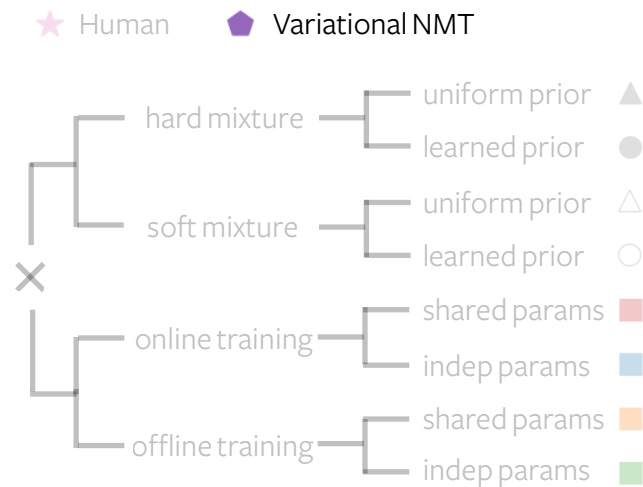 Human Variational NMT
hard mixture
uniform prior
learned prior
soft mixture
uniform prior
learned prior
online training
shared params
indep params
offline training
shared params
indep params